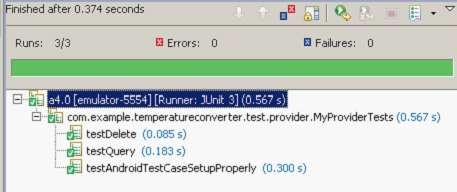 Finished after 0.374 seconds
Runs: 3/3 Errors: 0 Failures: 0
a4.0 [emulator-5554] [Runner: JUnit 3] (0.567 s)
com.example.temperatureconverter.test.provider.MyProviderTests (0.567 s)
testDelete (0.085 s)
testQuery (0.183 s)
testAndroidTestCaseSetupProperly (0.300 s)